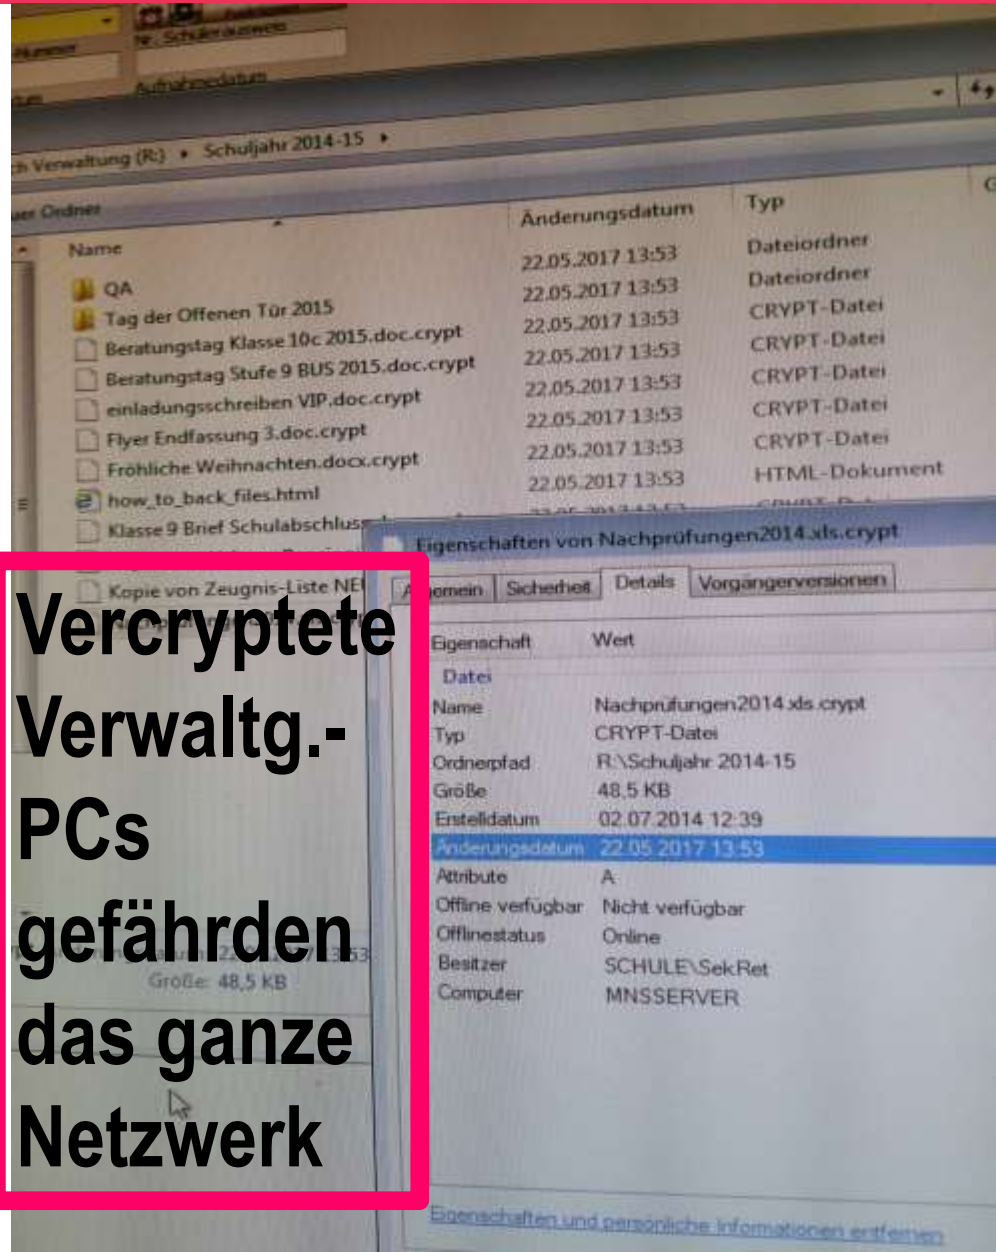 Nummer
Nr. Schülerausweis
Aufnahmedatum
Verwaltung (R:) ▸ Schuljahr 2014-15 ▸
Ordner
Name Änderungsdatum Typ
QA 22.05.2017 13:53 Dateiordner
Tag der Offenen Tür 2015 22.05.2017 13:53 Dateiordner
Beratungstag Klasse 10c 2015.doc.crypt 22.05.2017 13:53 CRYPT-Datei
Beratungstag Stufe 9 BUS 2015.doc.crypt 22.05.2017 13:53 CRYPT-Datei
einladungsschreiben VIP.doc.crypt 22.05.2017 13:53 CRYPT-Datei
Flyer Endfassung 3.doc.crypt 22.05.2017 13:53 CRYPT-Datei
Fröhliche Weihnachten.docx.crypt 22.05.2017 13:53 CRYPT-Datei
how_to_back_files.html 22.05.2017 13:53 HTML-Dokument
Klasse 9 Brief Schulabschluss
Kopie von Zeugnis-Liste
Eigenschaften von Nachprüfungen2014.xls.crypt
Sicherheit Details Vorgängerversionen
Eigenschaft Wert
Datei
Name Nachprüfungen2014.xls.crypt
Typ CRYPT-Datei
Ordnerpfad R:\Schuljahr 2014-15
Größe 48,5 KB
Erstelldatum 02.07.2014 12:39
Änderungsdatum 22.05.2017 13:53
Attribute A
Offline verfügbar Nicht verfügbar
Offlinestatus Online
Besitzer SCHULE\SekRet
Computer MNSSERVER
Eigenschaften und persönliche Informationen entfernen
Größe: 48,5 KB
Vercryptete
Verwaltg.-
PCs
gefährden
das ganze
Netzwerk